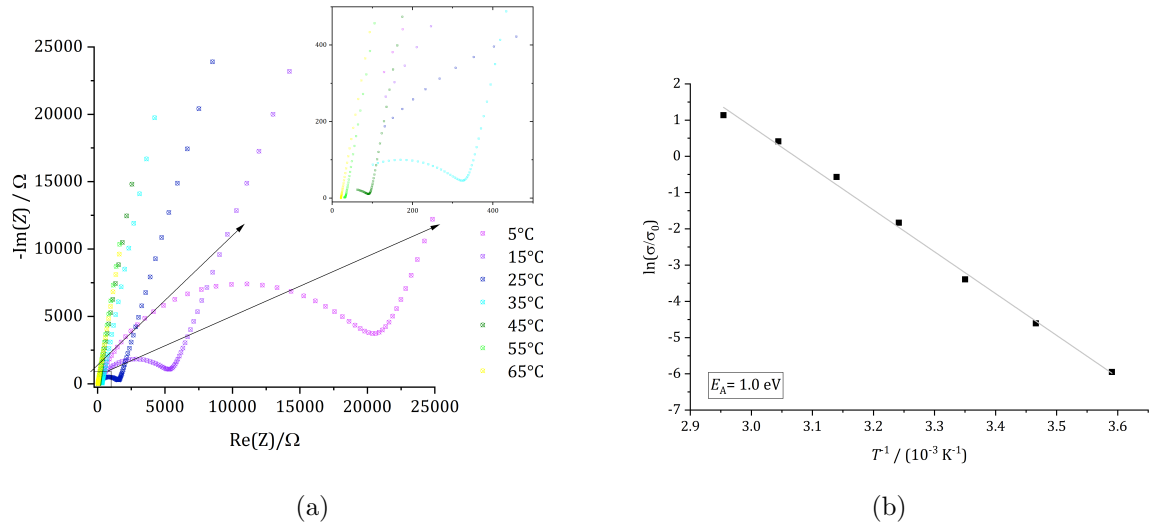 25000
20000
15000
10000
5000
0
-Im(Z) / Ω
0 5000 10000 15000 20000 25000
Re(Z)/Ω
400
200
0
0 200 400
5°C
15°C
25°C
35°C
45°C
55°C
65°C
(a)
2
1
0
-1
-2
-3
-4
-5
-6
-7
ln(σ/σ₀)
E_A= 1.0 eV
2.9 3.0 3.1 3.2 3.3 3.4 3.5 3.6
T⁻¹ / (10⁻³ K⁻¹)
(b)